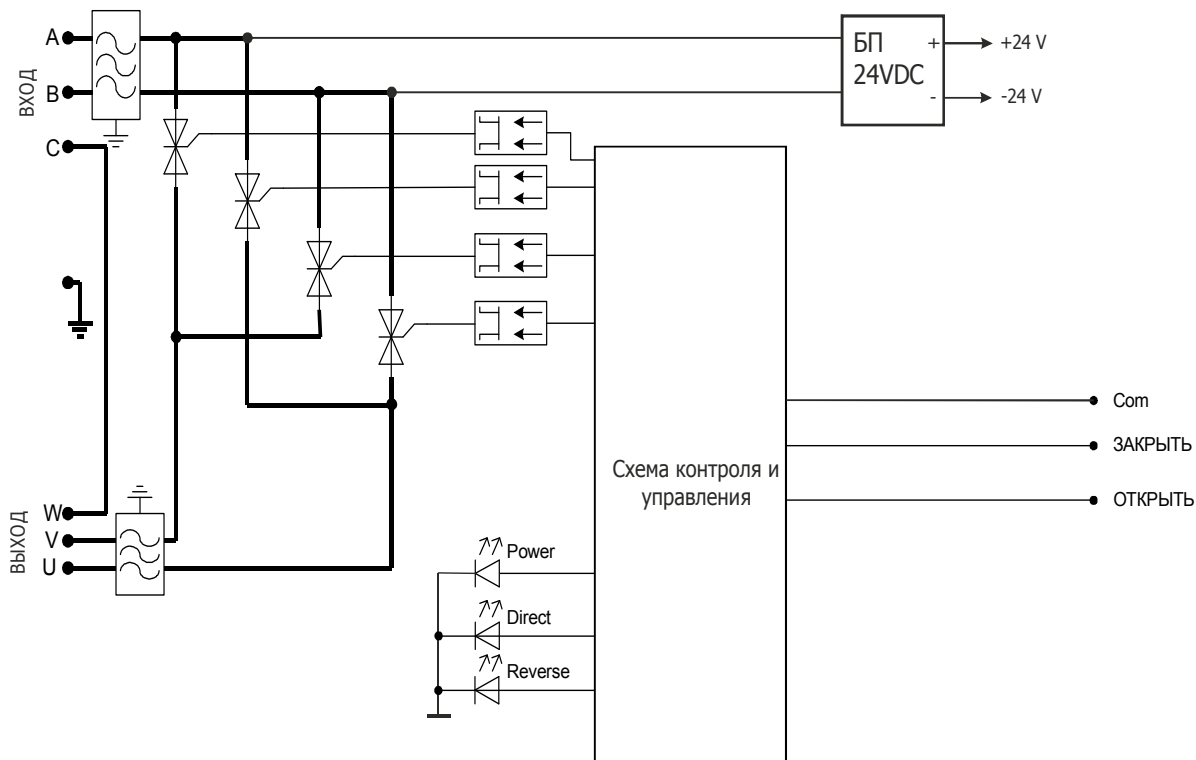 A
B
C
ВХОД
БП
24VDC
+
-
+24 V
-24 V
Схема контроля и
управления
Com
ЗАКРЫТЬ
ОТКРЫТЬ
W
V
U
ВЫХОД
Power
Direct
Reverse